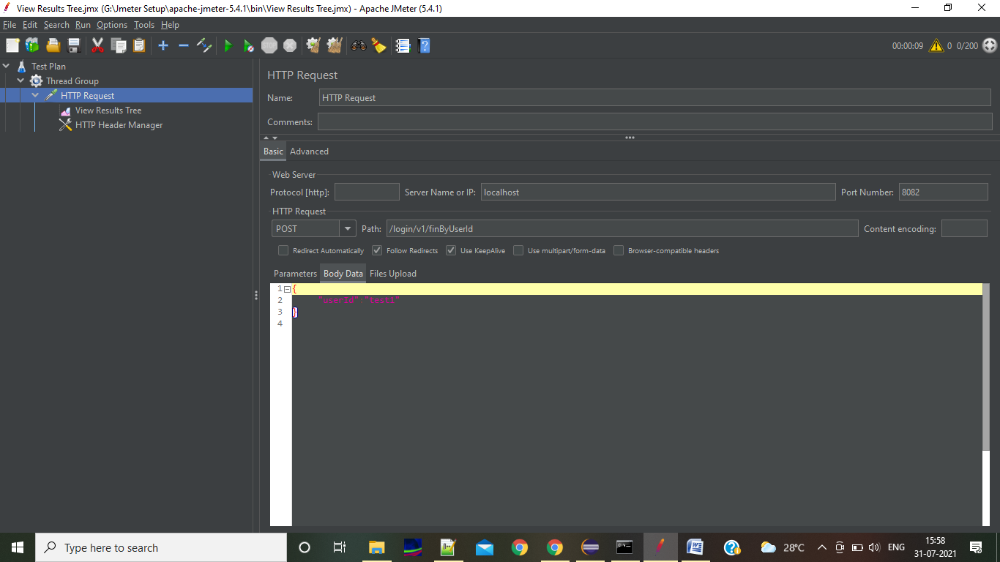 View Results Tree.jmx (G:\Jmeter Setup\apache-jmeter-5.4.1\bin\View Results Tree.jmx) - Apache JMeter (5.4.1)
File Edit Search Run Options Tools Help
STOP 00:00:09 0 0/200
Test Plan
Thread Group
HTTP Request
View Results Tree
HTTP Header Manager
HTTP Request
Name: HTTP Request
Comments:
Basic Advanced
Web Server
Protocol [http]: Server Name or IP: localhost Port Number: 8082
HTTP Request
POST Path: /login/v1/finByUserId Content encoding:
Redirect Automatically Follow Redirects Use KeepAlive Use multipart/form-data Browser-compatible headers
Parameters Body Data Files Upload
1 {
2 "userId":"test1"
3 }
4
Type here to search 28°C ENG 15:58
31-07-2021